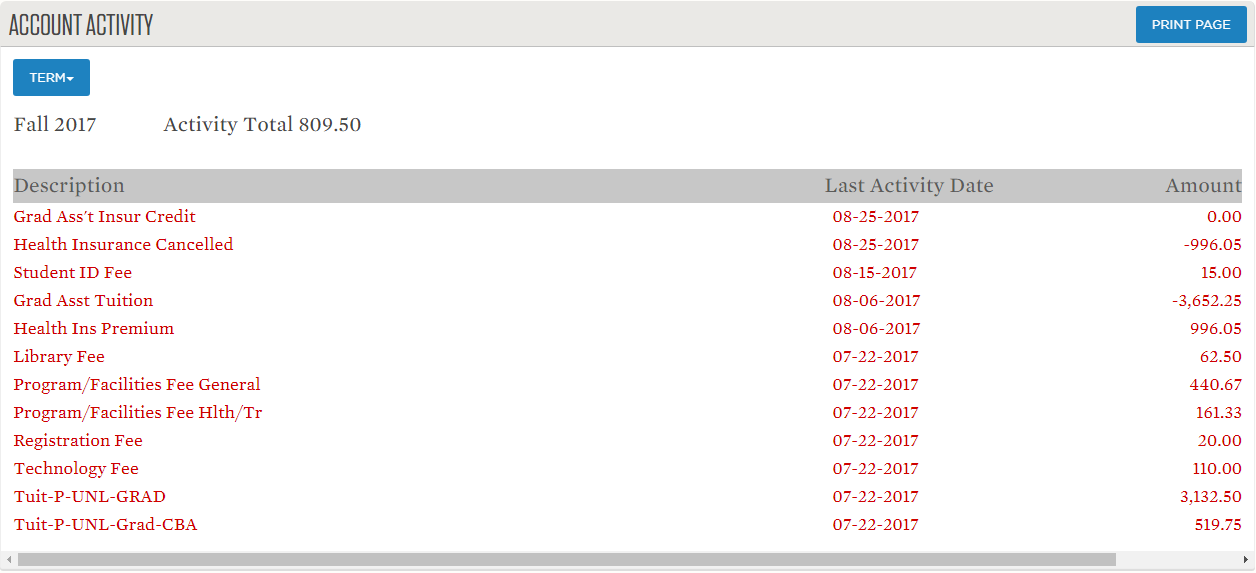 ACCOUNT ACTIVITY PRINT PAGE
TERM
Fall 2017 Activity Total 809.50
Description Last Activity Date Amount
Grad Ass't Insur Credit 08-25-2017 0.00
Health Insurance Cancelled 08-25-2017 -996.05
Student ID Fee 08-15-2017 15.00
Grad Asst Tuition 08-06-2017 -3,652.25
Health Ins Premium 08-06-2017 996.05
Library Fee 07-22-2017 62.50
Program/Facilities Fee General 07-22-2017 440.67
Program/Facilities Fee Hlth/Tr 07-22-2017 161.33
Registration Fee 07-22-2017 20.00
Technology Fee 07-22-2017 110.00
Tuit-P-UNL-GRAD 07-22-2017 3,132.50
Tuit-P-UNL-Grad-CBA 07-22-2017 519.75